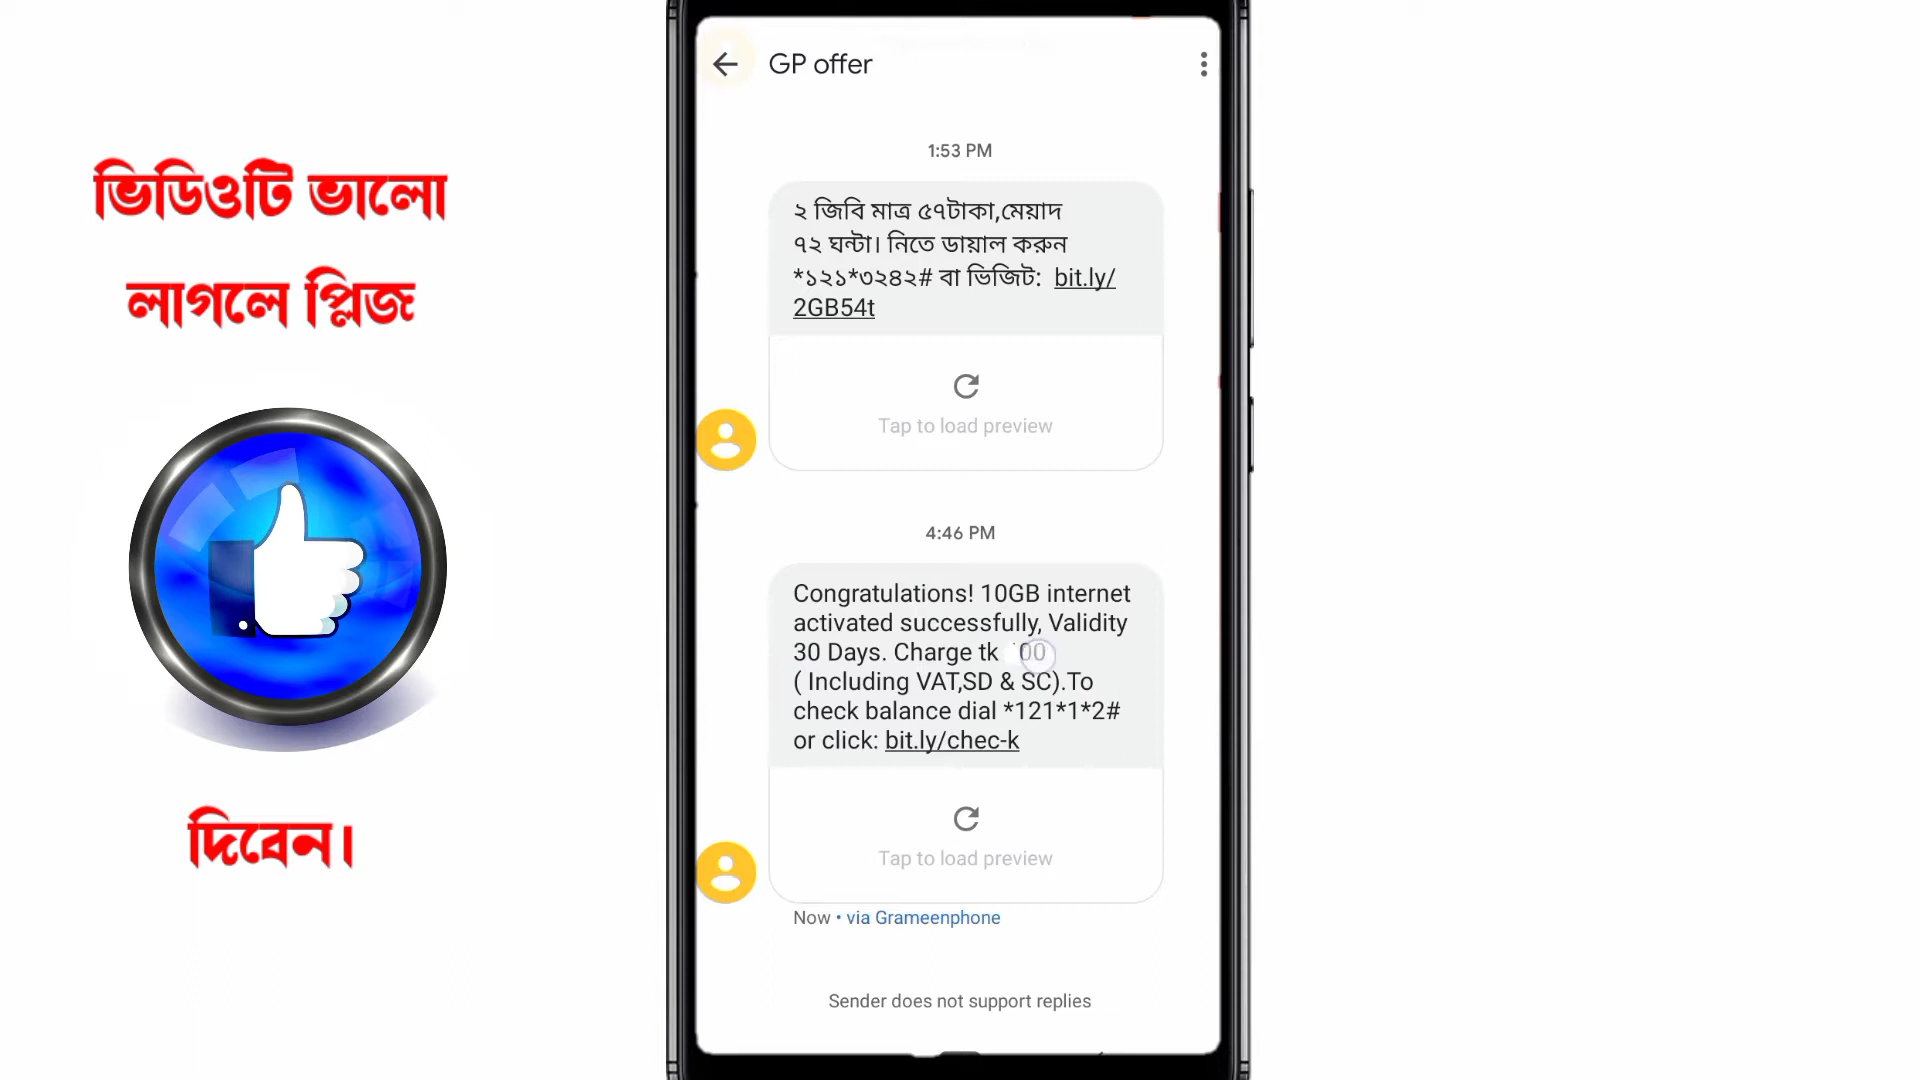 ভিডিওটি ভালো
লাগলে প্লিজ
দিবেন।
GP offer
1:53 PM
২ জিবি মাত্র ৫৭টাকা,মেয়াদ
৭২ ঘন্টা। নিতে ডায়াল করুন
*১২১*৩২৪২# বা ভিজিট: bit.ly/
2GB54t
Tap to load preview
4:46 PM
Congratulations! 10GB internet
activated successfully, Validity
30 Days. Charge tk
( Including VAT,SD & SC).To
check balance dial *121*1*2#
or click: bit.ly/chec-k
Tap to load preview
Now • via Grameenphone
Sender does not support replies